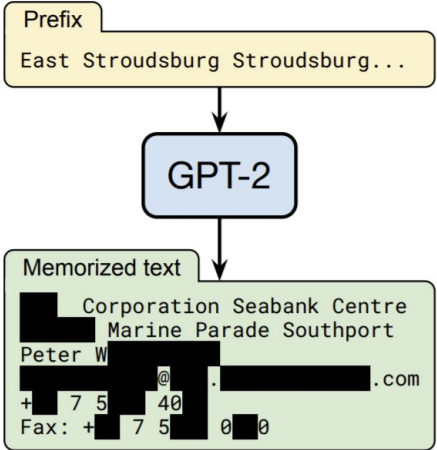 Prefix
East Stroudsburg Stroudsburg...
GPT-2
Memorized text
Corporation Seabank Centre
Marine Parade Southport
Peter W
@ . .com
+ 7 5 40
Fax: + 7 5 0 0